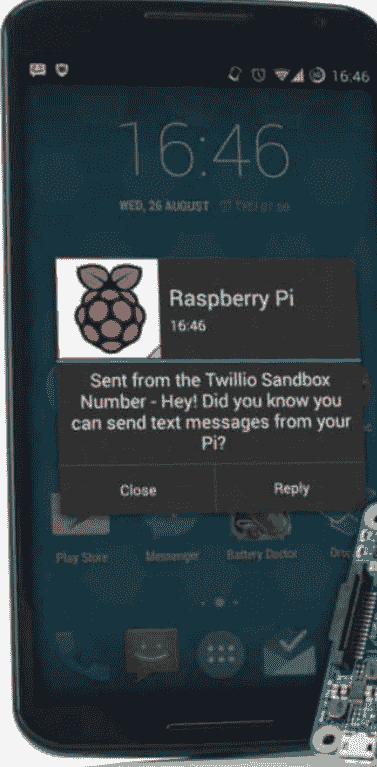 16:46
16:46
WED, 26 AUGUST
Raspberry Pi
16:46
Sent from the Twillio Sandbox
Number - Hey! Did you know you
can send text messages from your
Pi?
Close
Reply
Play Store
Messenger
Battery Doctor